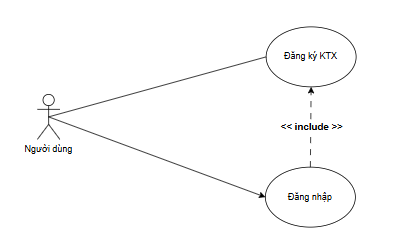 Đăng ký KTX
<< include >>
Người dùng
Đăng nhập